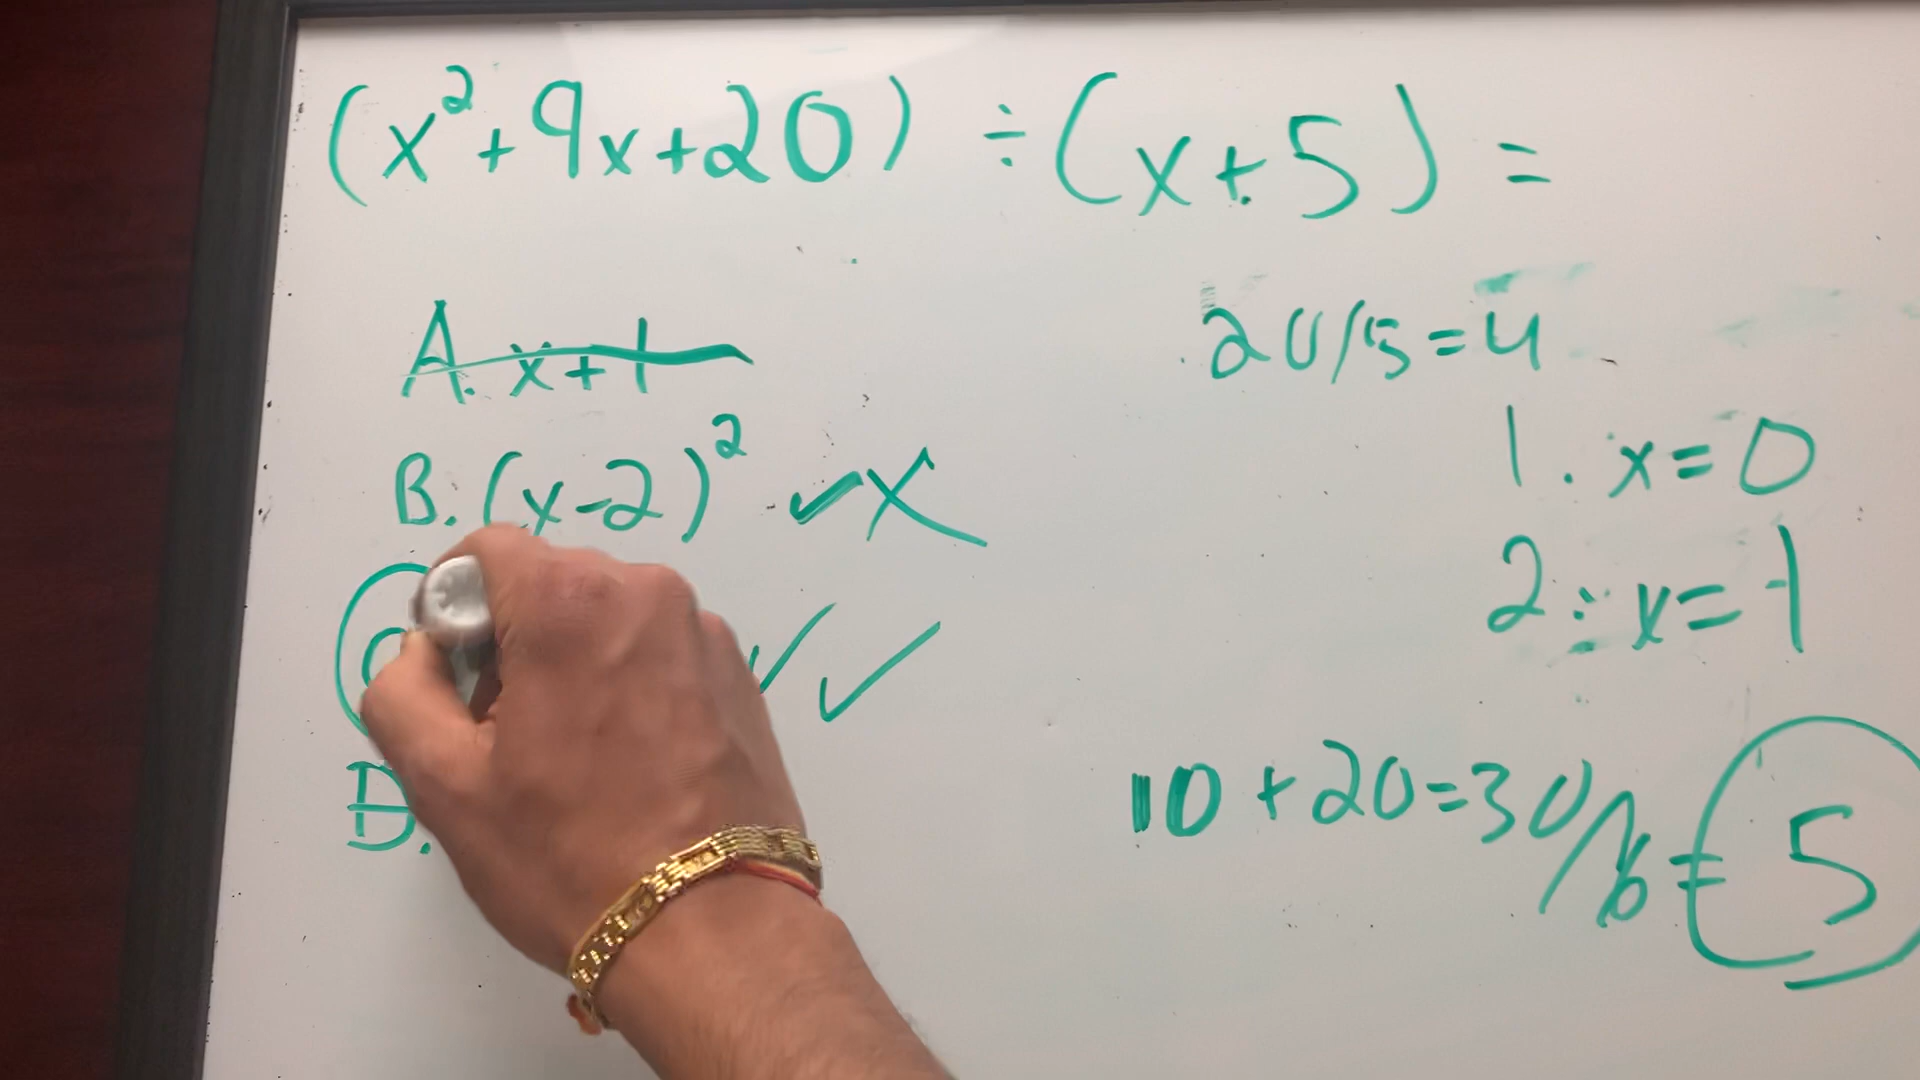 (x²+9x+20) ÷ (x+5) =
A. x+1
B. (x-2)²
D.
20/5=4
1. x=0
2. x=1
10+20=30/6=5